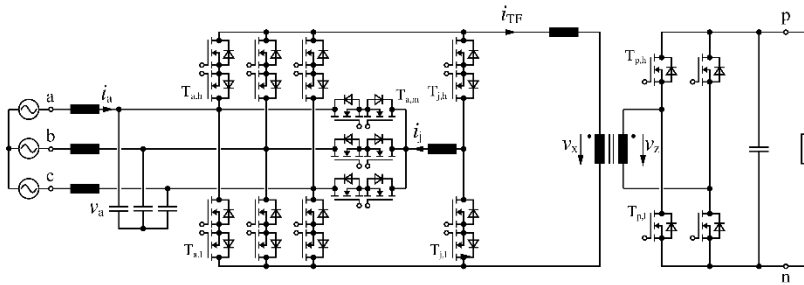 i_TF
p
T_a,h
T_j,h
T_p,h
a
i_a
T_a,m
b
i_j
v_x
v_z
c
v_a
T_a,l
T_j,l
T_p,l
n